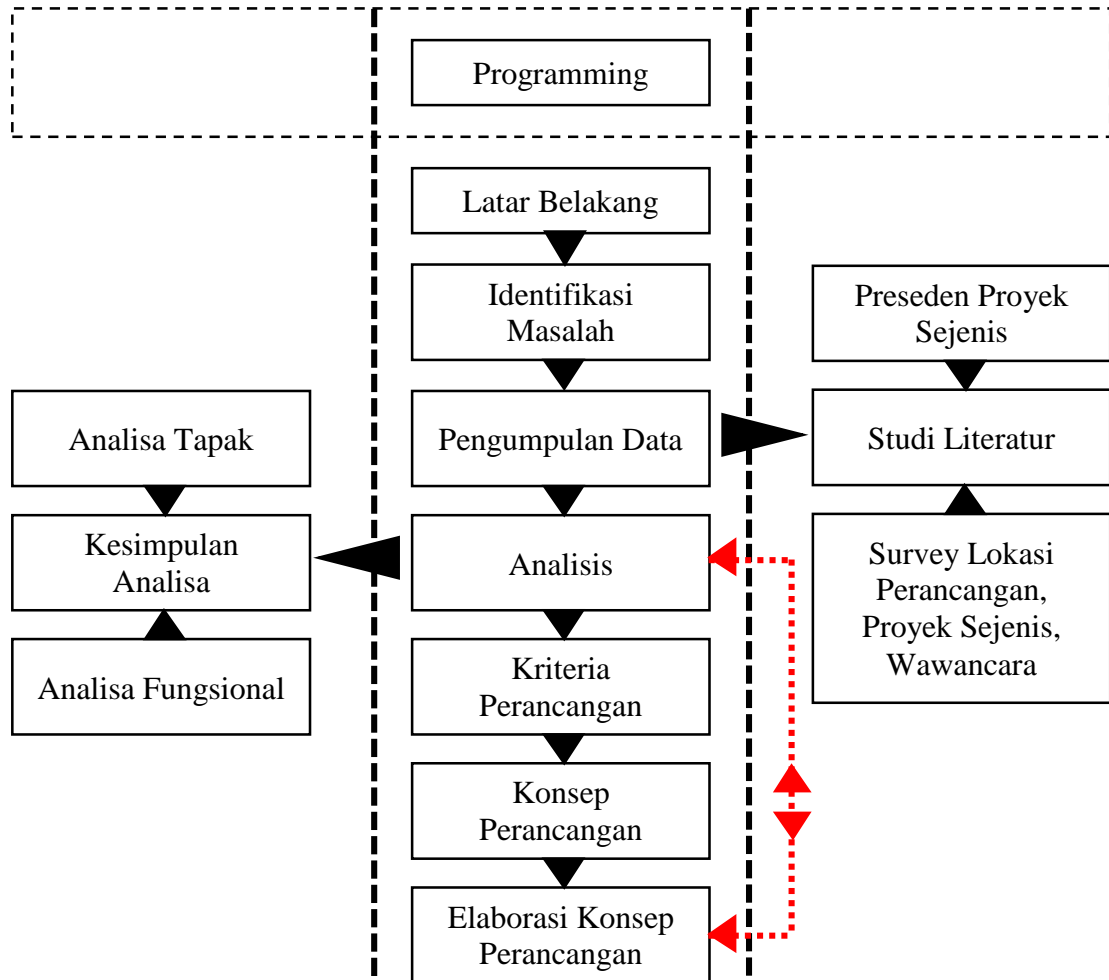 Programming
Latar Belakang
Identifikasi
Masalah
Preseden Proyek
Sejenis
Analisa Tapak
Pengumpulan Data
Studi Literatur
Kesimpulan
Analisa
Analisis
Survey Lokasi
Perancangan,
Proyek Sejenis,
Wawancara
Analisa Fungsional
Kriteria
Perancangan
Konsep
Perancangan
Elaborasi Konsep
Perancangan